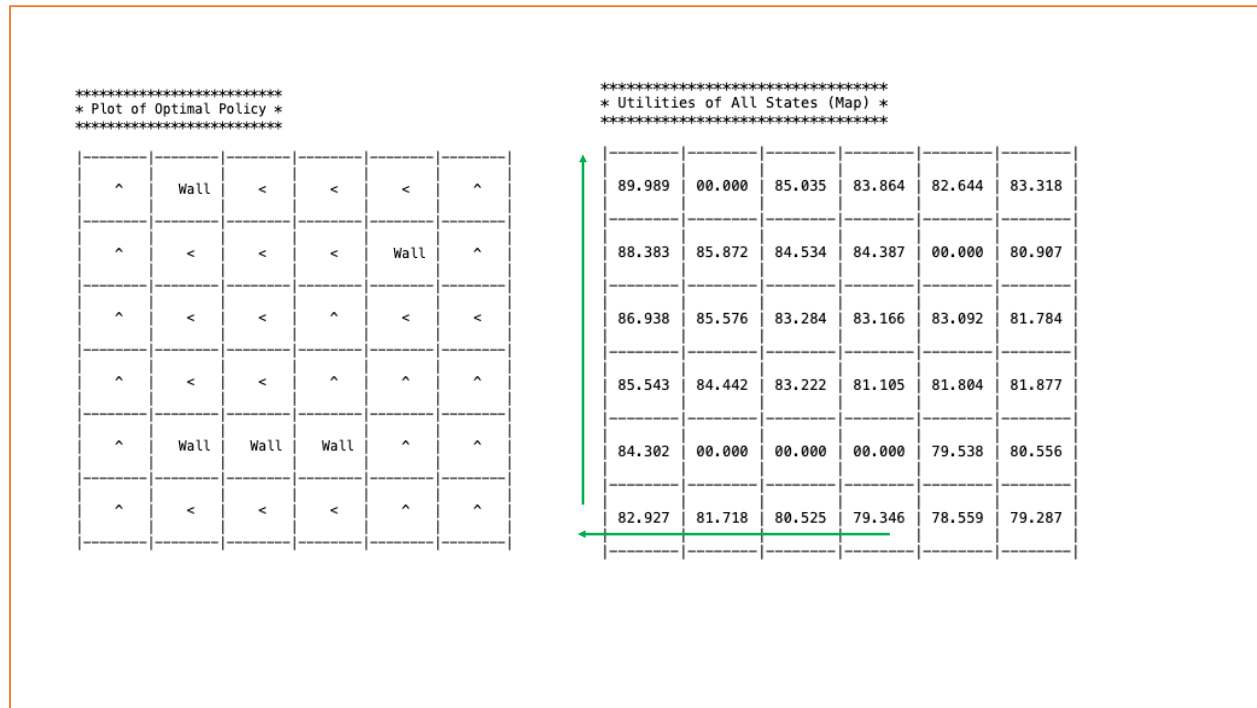 **************************
* Plot of Optimal Policy *
**************************
|--------|--------|--------|--------|--------|--------|
| ^ | Wall | < | < | < | ^ |
|--------|--------|--------|--------|--------|--------|
| ^ | < | < | < | Wall | ^ |
|--------|--------|--------|--------|--------|--------|
| ^ | < | < | ^ | < | < |
|--------|--------|--------|--------|--------|--------|
| ^ | < | < | ^ | ^ | ^ |
|--------|--------|--------|--------|--------|--------|
| ^ | Wall | Wall | Wall | ^ | ^ |
|--------|--------|--------|--------|--------|--------|
| ^ | < | < | < | ^ | ^ |
|--------|--------|--------|--------|--------|--------|
*********************************
* Utilities of All States (Map) *
*********************************
|--------|--------|--------|--------|--------|--------|
| 89.989 | 00.000 | 85.035 | 83.864 | 82.644 | 83.318 |
|--------|--------|--------|--------|--------|--------|
| 88.383 | 85.872 | 84.534 | 84.387 | 00.000 | 80.907 |
|--------|--------|--------|--------|--------|--------|
| 86.938 | 85.576 | 83.284 | 83.166 | 83.092 | 81.784 |
|--------|--------|--------|--------|--------|--------|
| 85.543 | 84.442 | 83.222 | 81.105 | 81.804 | 81.877 |
|--------|--------|--------|--------|--------|--------|
| 84.302 | 00.000 | 00.000 | 00.000 | 79.538 | 80.556 |
|--------|--------|--------|--------|--------|--------|
| 82.927 | 81.718 | 80.525 | 79.346 | 78.559 | 79.287 |
|--------|--------|--------|--------|--------|--------|